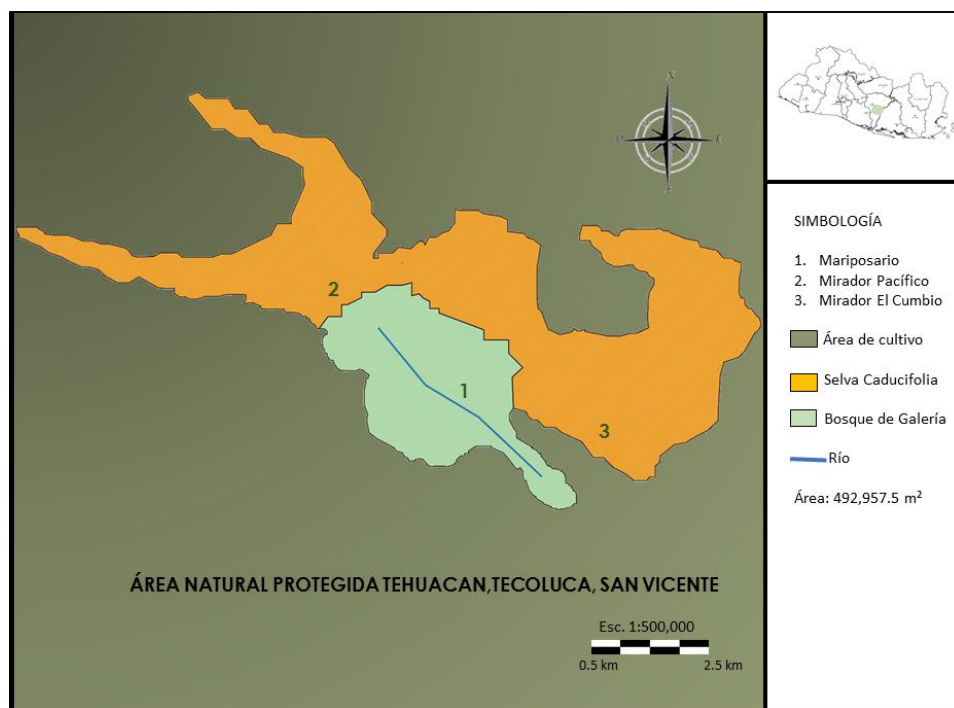 N
E
S
2
1
3
ÁREA NATURAL PROTEGIDA TEHUACAN,TECOLUCA, SAN VICENTE
Esc. 1:500,000
0.5 km 2.5 km
SIMBOLOGÍA
1. Mariposario
2. Mirador Pacífico
3. Mirador El Cumbio
Área de cultivo
Selva Caducifolia
Bosque de Galería
Río
Área: 492,957.5 m²